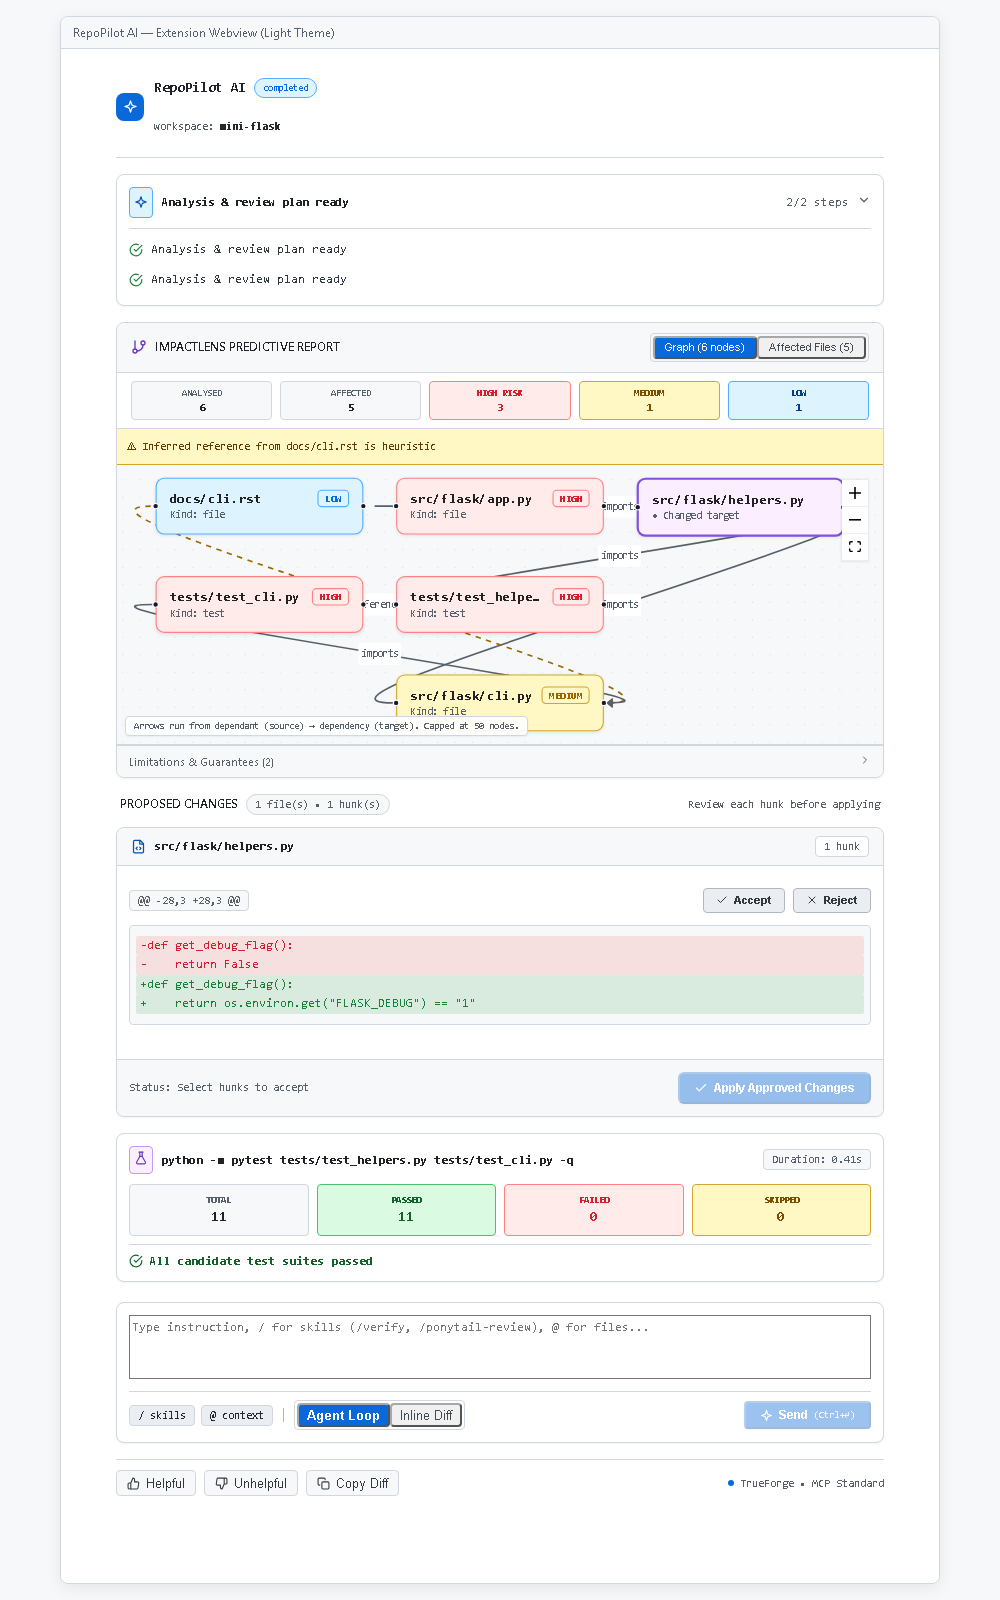 RepoPilot AI — Extension Webview (Light Theme)
RepoPilot AI completed
workspace: mini-flask
Analysis & review plan ready 2/2 steps
Analysis & review plan ready
Analysis & review plan ready
IMPACTLENS PREDICTIVE REPORT Graph (6 nodes) Affected Files (5)
ANALYSED AFFECTED HIGH RISK MEDIUM LOW
6 5 3 1 1
⚠ Inferred reference from docs/cli.rst is heuristic
docs/cli.rst LOW
Kind: file
src/flask/app.py HIGH
Kind: file
imports
src/flask/helpers.py
• Changed target
imports
tests/test_cli.py HIGH
Kind: test
tests/test_helpe… HIGH
Kind: test
imports
imports
src/flask/cli.py MEDIUM
Kind: file
Arrows run from dependant (source) → dependency (target). Capped at 50 nodes.
Limitations & Guarantees (2)
PROPOSED CHANGES 1 file(s) • 1 hunk(s) Review each hunk before applying
src/flask/helpers.py 1 hunk
@@ -28,3 +28,3 @@ Accept Reject
-def get_debug_flag():
-    return False
+def get_debug_flag():
+    return os.environ.get("FLASK_DEBUG") == "1"
Status: Select hunks to accept Apply Approved Changes
python -m pytest tests/test_helpers.py tests/test_cli.py -q Duration: 0.41s
TOTAL PASSED FAILED SKIPPED
11 11 0 0
All candidate test suites passed
Type instruction, / for skills (/verify, /ponytail-review), @ for files...
/ skills @ context Agent Loop Inline Diff Send (Ctrl+↵)
Helpful Unhelpful Copy Diff TrueForge • MCP Standard